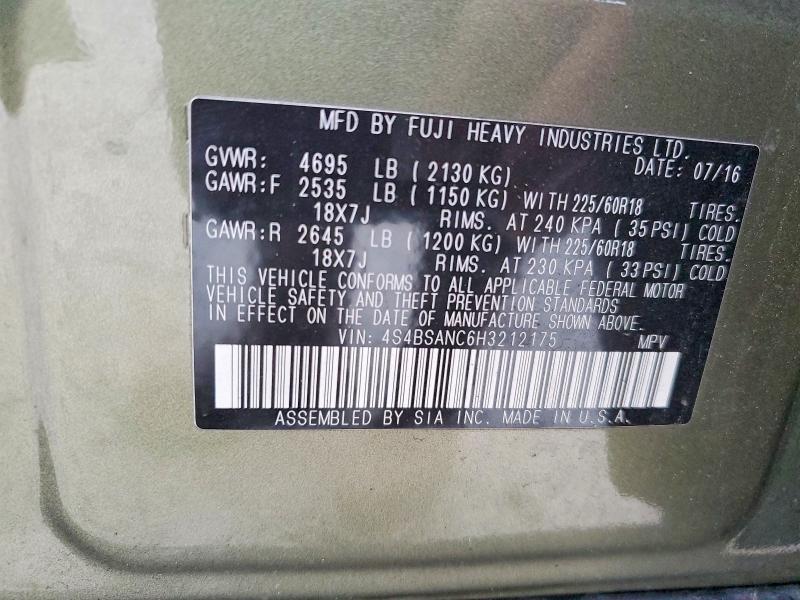 MFD BY FUJI HEAVY INDUSTRIES LTD.
GVWR: 4695 LB ( 2130 KG) DATE: 07/16
GAWR:F 2535 LB ( 1150 KG) WITH 225/60R18 TIRES.
18X7J RIMS. AT 240 KPA ( 35 PSI) COLD
GAWR:R 2645 LB ( 1200 KG) WITH 225/60R18 TIRES.
18X7J RIMS. AT 230 KPA ( 33 PSI) COLD
THIS VEHICLE CONFORMS TO ALL APPLICABLE FEDERAL MOTOR
VEHICLE SAFETY AND THEFT PREVENTION STANDARDS
IN EFFECT ON THE DATE OF MANUFACTURE SHOWN ABOVE.
VIN: 4S4BSANC6H3212175 MPV
ASSEMBLED BY SIA INC. MADE IN U.S.A.